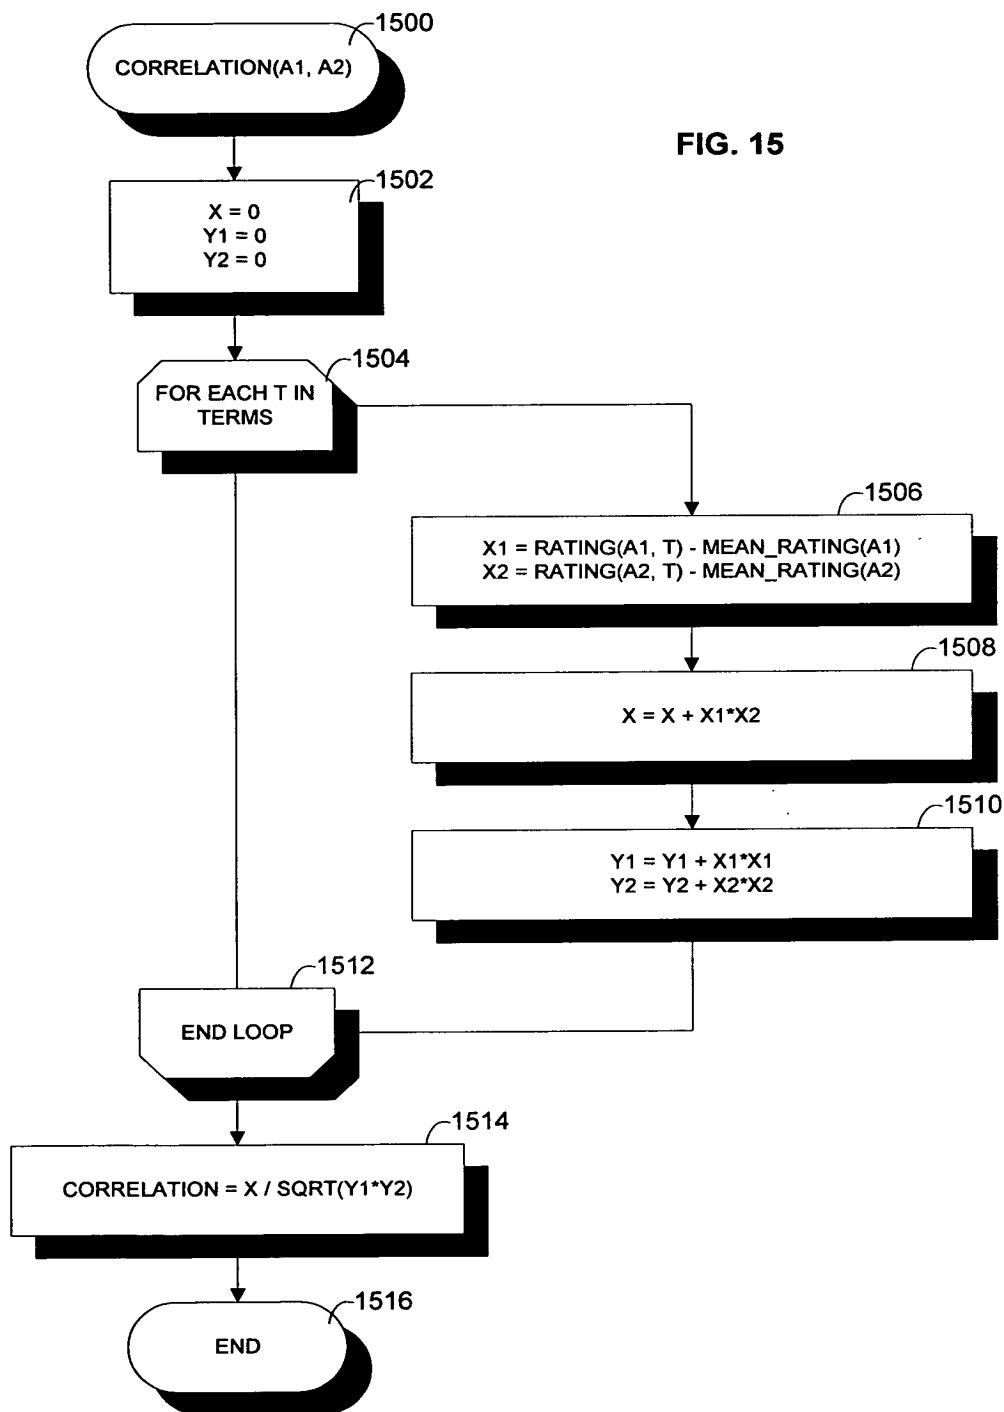 1500
CORRELATION(A1, A2)
FIG. 15
1502
X = 0
Y1 = 0
Y2 = 0
1504
FOR EACH T IN
TERMS
1506
X1 = RATING(A1, T) - MEAN_RATING(A1)
X2 = RATING(A2, T) - MEAN_RATING(A2)
1508
X = X + X1*X2
1510
Y1 = Y1 + X1*X1
Y2 = Y2 + X2*X2
1512
END LOOP
1514
CORRELATION = X / SQRT(Y1*Y2)
1516
END